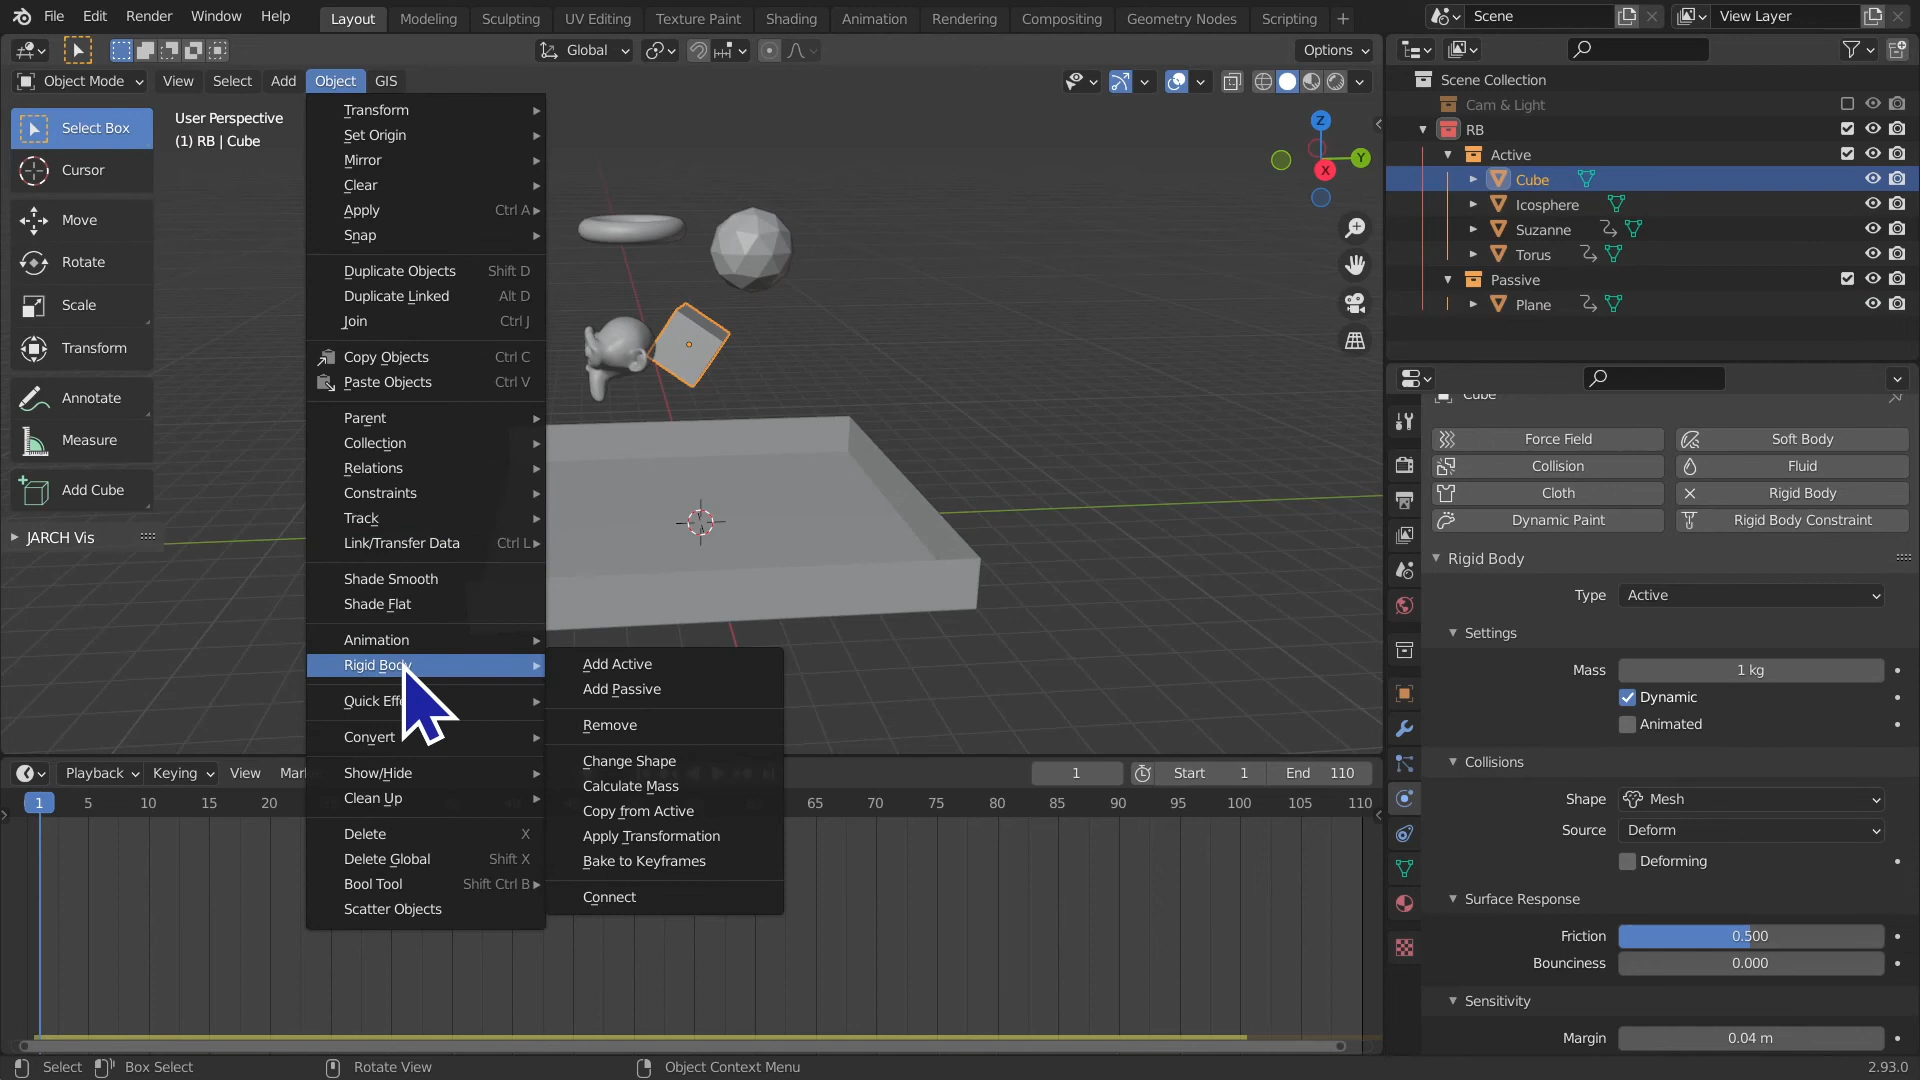 File Edit Render Window Help Layout Modeling Sculpting UV Editing Texture Paint Shading Animation Rendering Compositing Geometry Nodes Scripting + Scene View Layer
Global Options
Object Mode View Select Add Object GIS
Select Box
Cursor
Move
Rotate
Scale
Transform
Annotate
Measure
Add Cube
JARCH Vis
User Perspective
(1) RB | Cube
Transform
Set Origin
Mirror
Clear
Apply Ctrl A
Snap
Duplicate Objects Shift D
Duplicate Linked Alt D
Join Ctrl J
Copy Objects Ctrl C
Paste Objects Ctrl V
Parent
Collection
Relations
Constraints
Track
Link/Transfer Data Ctrl L
Shade Smooth
Shade Flat
Animation
Rigid Body
Convert
Show/Hide
Clean Up
Delete X
Delete Global Shift X
Bool Tool Shift Ctrl B
Scatter Objects
Add Active
Add Passive
Remove
Change Shape
Calculate Mass
Copy from Active
Apply Transformation
Bake to Keyframes
Connect
Z
Y
X
Scene Collection
Cam & Light
RB
Active
Cube
Icosphere
Suzanne
Torus
Passive
Plane
Cube
Force Field Soft Body
Collision Fluid
Cloth Rigid Body
Dynamic Paint Rigid Body Constraint
Rigid Body
Type Active
Settings
Mass 1 kg
Dynamic
Animated
Collisions
Shape Mesh
Source Deform
Deforming
Surface Response
Friction 0.500
Bounciness 0.000
Sensitivity
Margin 0.04 m
Playback Keying View 1 Start 1 End 110
1 5 10 15 20 65 70 75 80 85 90 95 100 105 110
Select Box Select Rotate View Object Context Menu 2.93.0